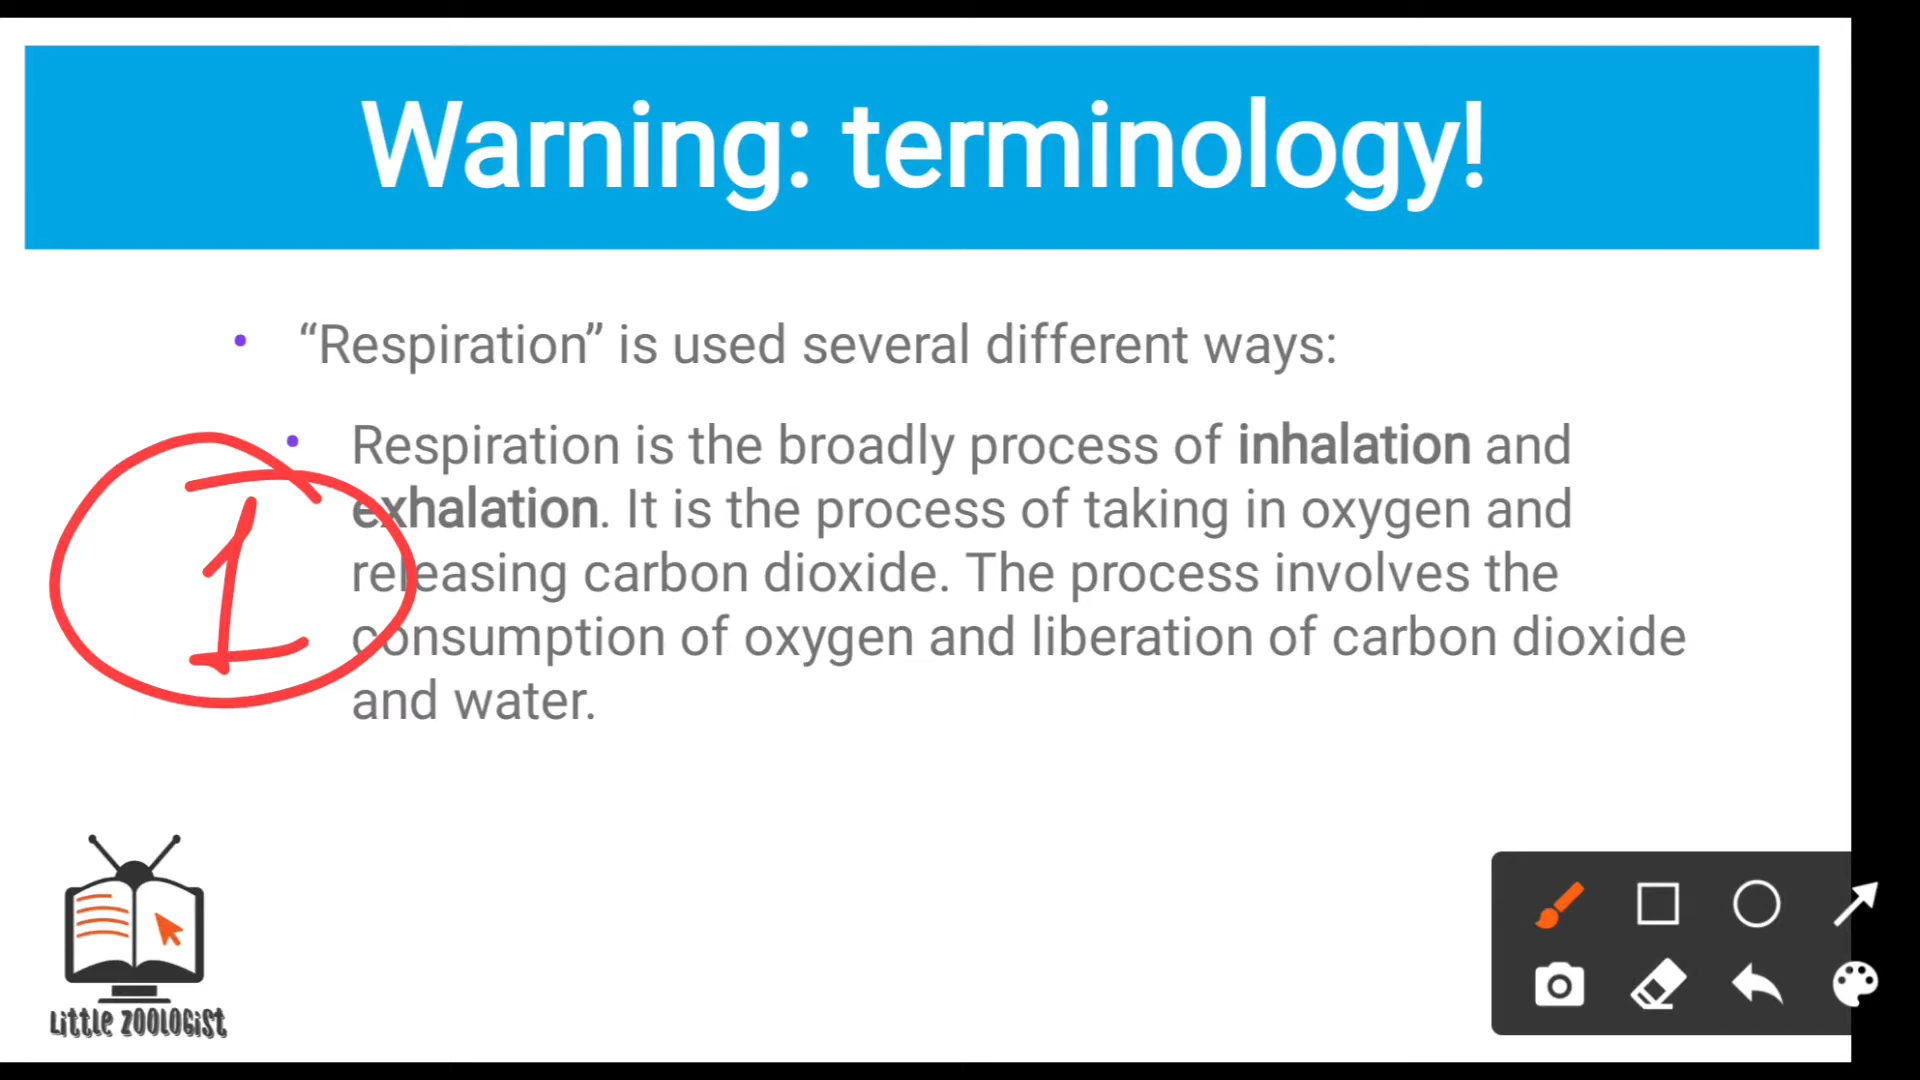 Warning: terminology!
• “Respiration” is used several different ways:
• Respiration is the broadly process of inhalation and
exhalation. It is the process of taking in oxygen and
releasing carbon dioxide. The process involves the
consumption of oxygen and liberation of carbon dioxide
and water.
1
Little Zoologist